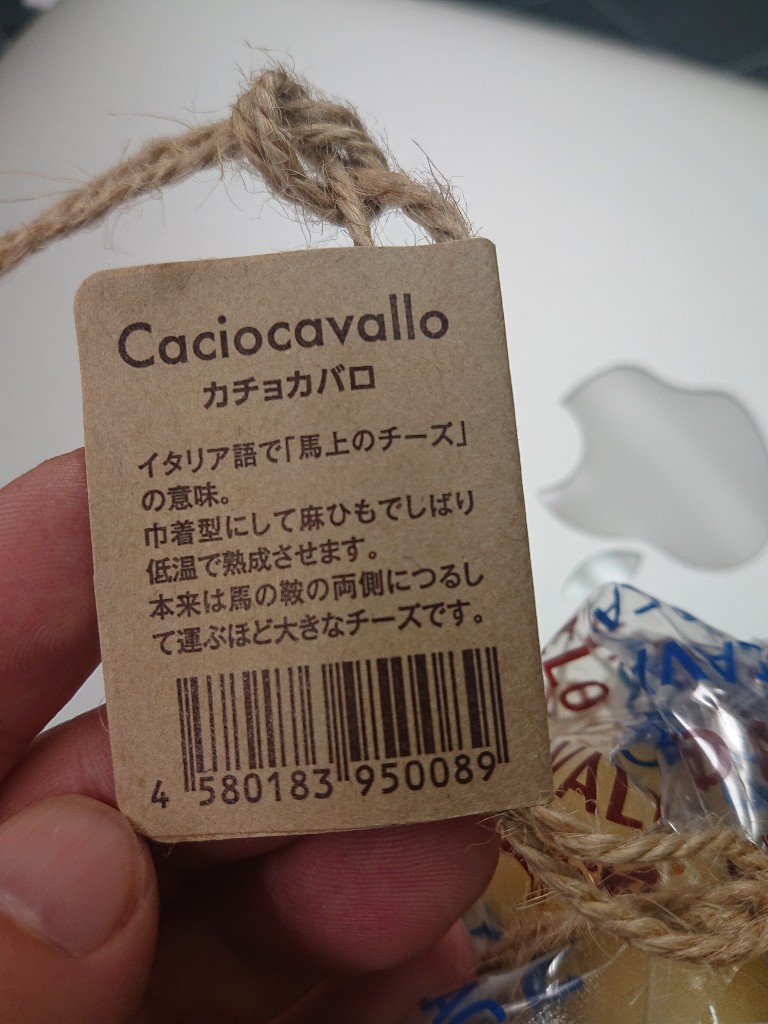 Caciocavallo
カチョカバロ
イタリア語で「馬上のチーズ」
の意味。
巾着型にして麻ひもでしばり
低温で熟成させます。
本来は馬の鞍の両側につるし
て運ぶほど大きなチーズです。
4 580183 950089